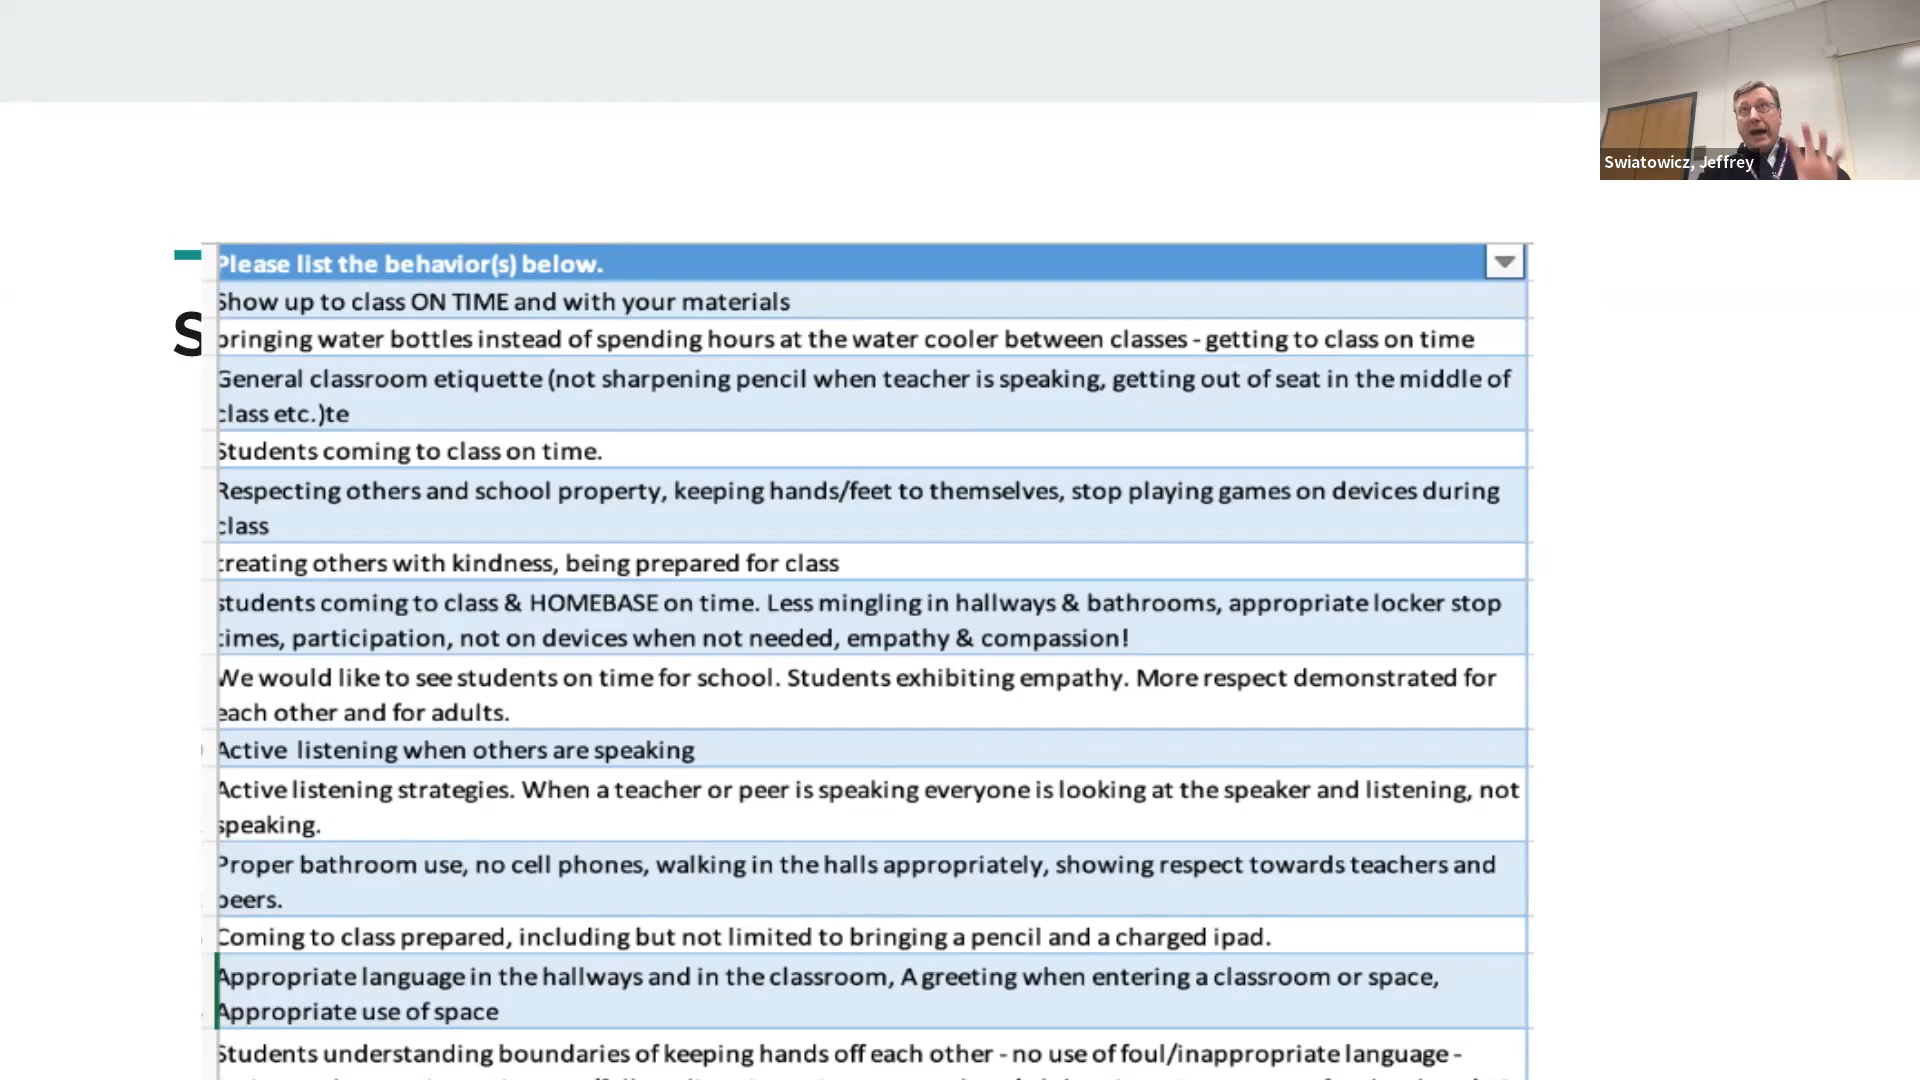 Swiatowicz, Jeffrey
S
Please list the behavior(s) below.
Show up to class ON TIME and with your materials
bringing water bottles instead of spending hours at the water cooler between classes - getting to class on time
General classroom etiquette (not sharpening pencil when teacher is speaking, getting out of seat in the middle of
class etc.)te
Students coming to class on time.
Respecting others and school property, keeping hands/feet to themselves, stop playing games on devices during
class
treating others with kindness, being prepared for class
students coming to class & HOMEBASE on time. Less mingling in hallways & bathrooms, appropriate locker stop
times, participation, not on devices when not needed, empathy & compassion!
We would like to see students on time for school. Students exhibiting empathy. More respect demonstrated for
each other and for adults.
Active listening when others are speaking
Active listening strategies. When a teacher or peer is speaking everyone is looking at the speaker and listening, not
speaking.
Proper bathroom use, no cell phones, walking in the halls appropriately, showing respect towards teachers and
peers.
Coming to class prepared, including but not limited to bringing a pencil and a charged ipad.
Appropriate language in the hallways and in the classroom, A greeting when entering a classroom or space,
Appropriate use of space
Students understanding boundaries of keeping hands off each other - no use of foul/inappropriate language -